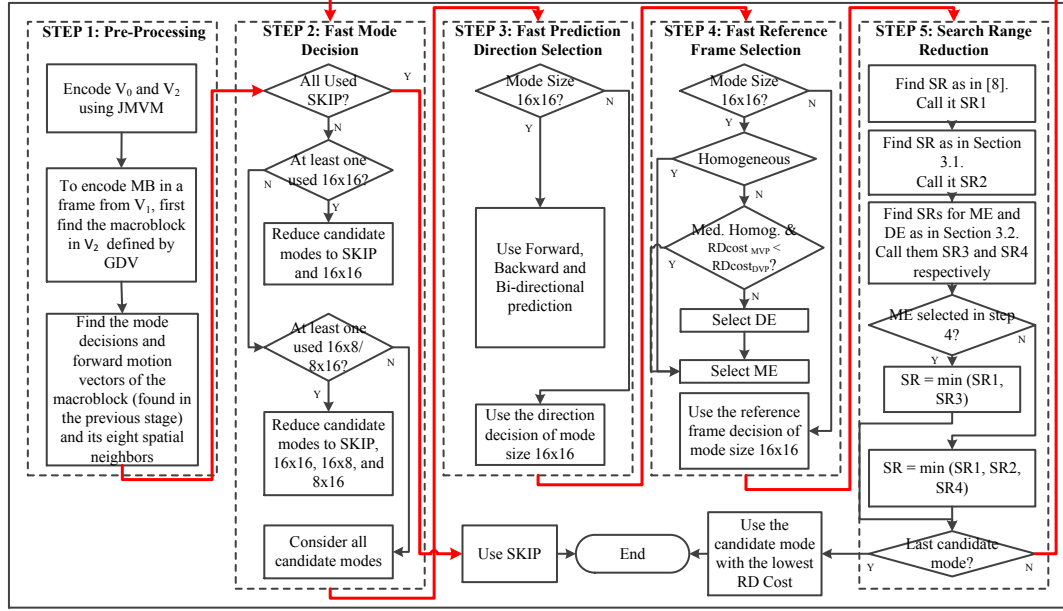 STEP 1: Pre-Processing
Encode V0 and V2
using JMVM
To encode MB in a
frame from V1, first
find the macroblock
in V2 defined by
GDV
Find the mode
decisions and
forward motion
vectors of the
macroblock (found in
the previous stage)
and its eight spatial
neighbors
STEP 2: Fast Mode
Decision
All Used
SKIP?
Y
N
At least one
used 16x16?
N
Y
Reduce candidate
modes to SKIP
and 16x16
At least one
used 16x8/
8x16?
N
Y
Reduce candidate
modes to SKIP,
16x16, 16x8, and
8x16
Consider all
candidate modes
STEP 3: Fast Prediction
Direction Selection
Mode Size
16x16?
N
Y
Use Forward,
Backward and
Bi-directional
prediction
Use the direction
decision of mode
size 16x16
STEP 4: Fast Reference
Frame Selection
Mode Size
16x16?
N
Y
Homogeneous
Y
N
Med. Homog. &
RDcost MVP <
RDcostDVP?
Y
N
Select DE
Select ME
Use the reference
frame decision of
mode size 16x16
STEP 5: Search Range
Reduction
Find SR as in [8].
Call it SR1
Find SR as in Section
3.1.
Call it SR2
Find SRs for ME and
DE as in Section 3.2.
Call them SR3 and SR4
respectively
ME selected in step
4?
N
Y
SR = min (SR1,
SR3)
SR = min (SR1, SR2,
SR4)
Last candidate
mode?
Y
N
Use the
candidate mode
with the lowest
RD Cost
End
Use SKIP